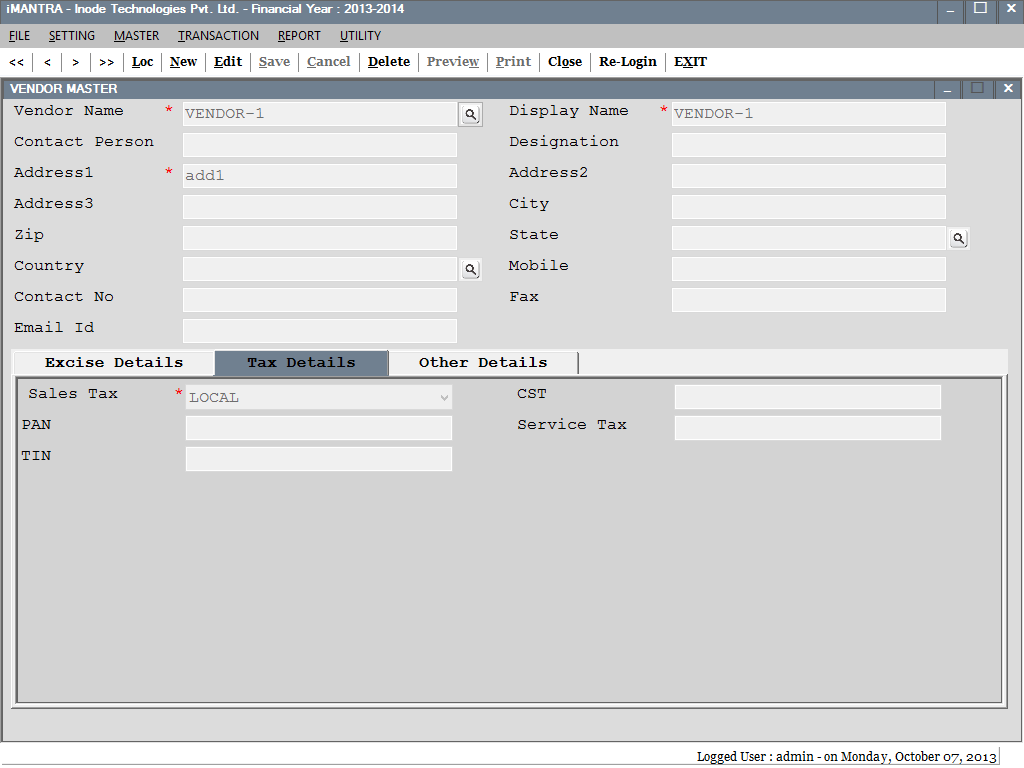 iMANTRA - Inode Technologies Pvt. Ltd. - Financial Year : 2013-2014
FILE SETTING MASTER TRANSACTION REPORT UTILITY
<< < > >> Loc New Edit Save Cancel Delete Preview Print Close Re-Login EXIT
VENDOR MASTER
Vendor Name * VENDOR-1 Display Name * VENDOR-1
Contact Person Designation
Address1 * add1 Address2
Address3 City
Zip State
Country Mobile
Contact No Fax
Email Id
Excise Details Tax Details Other Details
Sales Tax * LOCAL CST
PAN Service Tax
TIN
Logged User : admin - on Monday, October 07, 2013